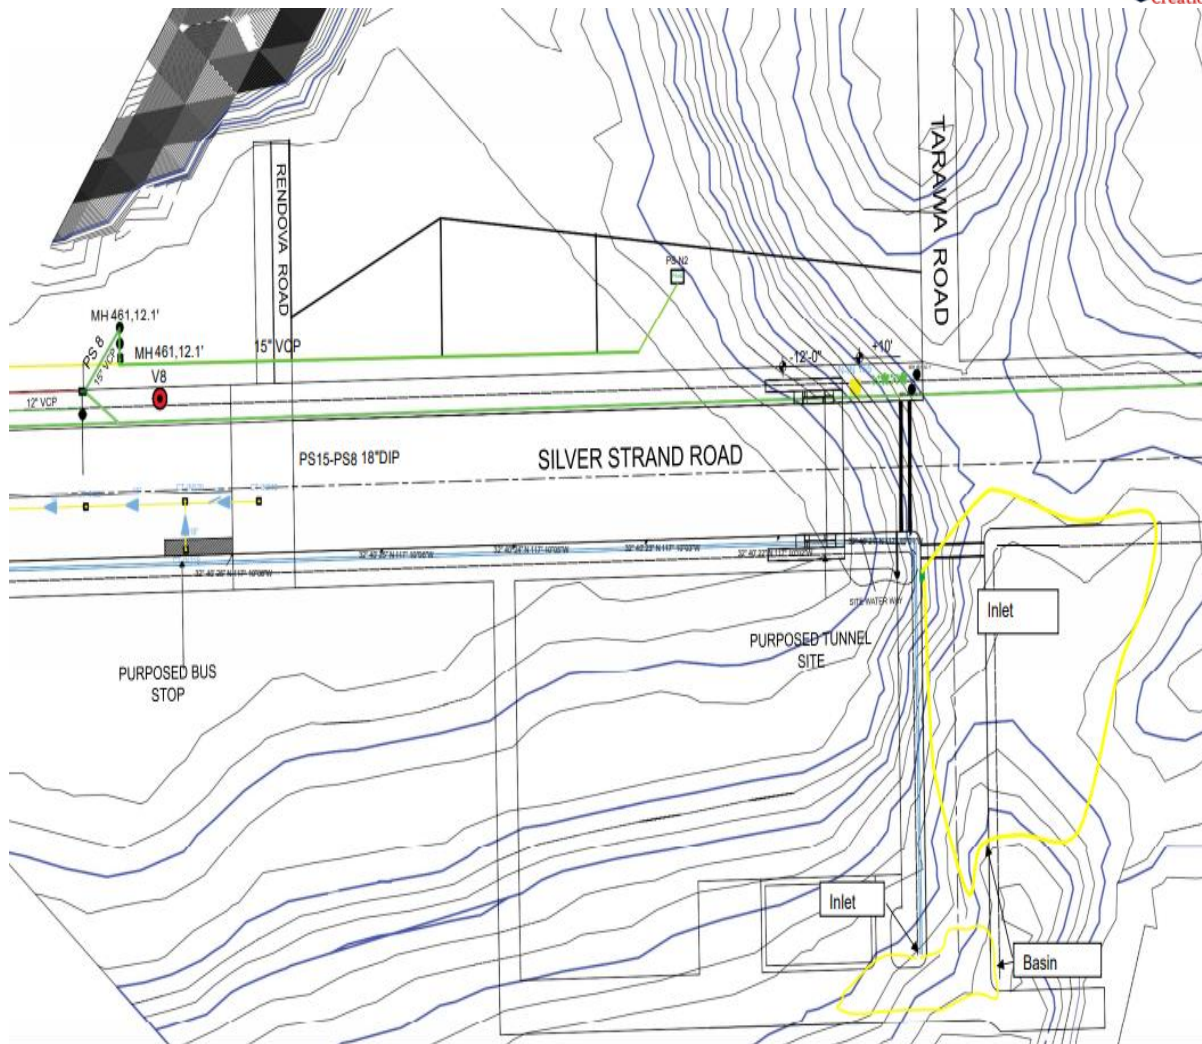 TARAWA ROAD
RENDOVA ROAD
PS-N2
MH 461,12.1'
PS 8
15" VCP
MH 461,12.1'
15" VCP
+10'
-12'-0"
V8
12" VCP
PS15-PS8 18"DIP
SILVER STRAND ROAD
SITE WATER WAY
Inlet
PURPOSED TUNNEL
SITE
PURPOSED BUS
STOP
Inlet
Basin